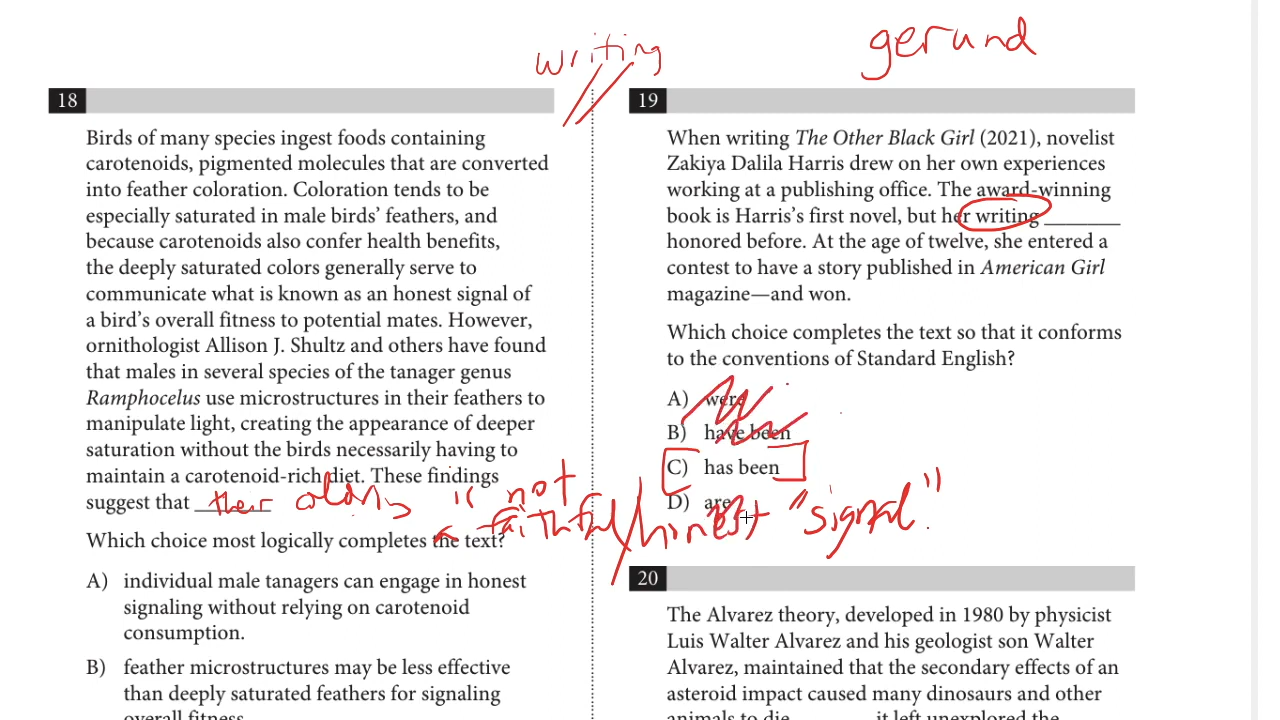 writing
gerund
18
Birds of many species ingest foods containing
carotenoids, pigmented molecules that are converted
into feather coloration. Coloration tends to be
especially saturated in male birds’ feathers, and
because carotenoids also confer health benefits,
the deeply saturated colors generally serve to
communicate what is known as an honest signal of
a bird’s overall fitness to potential mates. However,
ornithologist Allison J. Shultz and others have found
that males in several species of the tanager genus
Ramphocelus use microstructures in their feathers to
manipulate light, creating the appearance of deeper
saturation without the birds necessarily having to
maintain a carotenoid-rich diet. These findings
suggest that ______ their colors is not
a faithful/honest "signal".
Which choice most logically completes the text?
A) individual male tanagers can engage in honest
signaling without relying on carotenoid
consumption.
B) feather microstructures may be less effective
than deeply saturated feathers for signaling
overall fitness.
19
When writing The Other Black Girl (2021), novelist
Zakiya Dalila Harris drew on her own experiences
working at a publishing office. The award-winning
book is Harris’s first novel, but her writing ______
honored before. At the age of twelve, she entered a
contest to have a story published in American Girl
magazine—and won.
Which choice completes the text so that it conforms
to the conventions of Standard English?
A) were
B) have been
C) has been
D) are
20
The Alvarez theory, developed in 1980 by physicist
Luis Walter Alvarez and his geologist son Walter
Alvarez, maintained that the secondary effects of an
asteroid impact caused many dinosaurs and other
animals to die ______ it left unexplored the